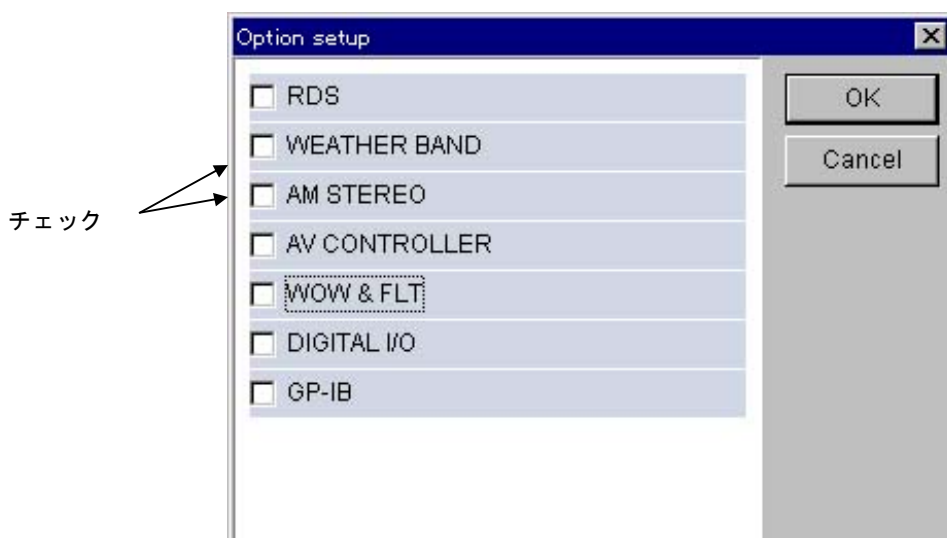 Option setup
RDS
OK
WEATHER BAND
Cancel
AM STEREO
チェック
AV CONTROLLER
WOW & FLT
DIGITAL I/O
GP-IB